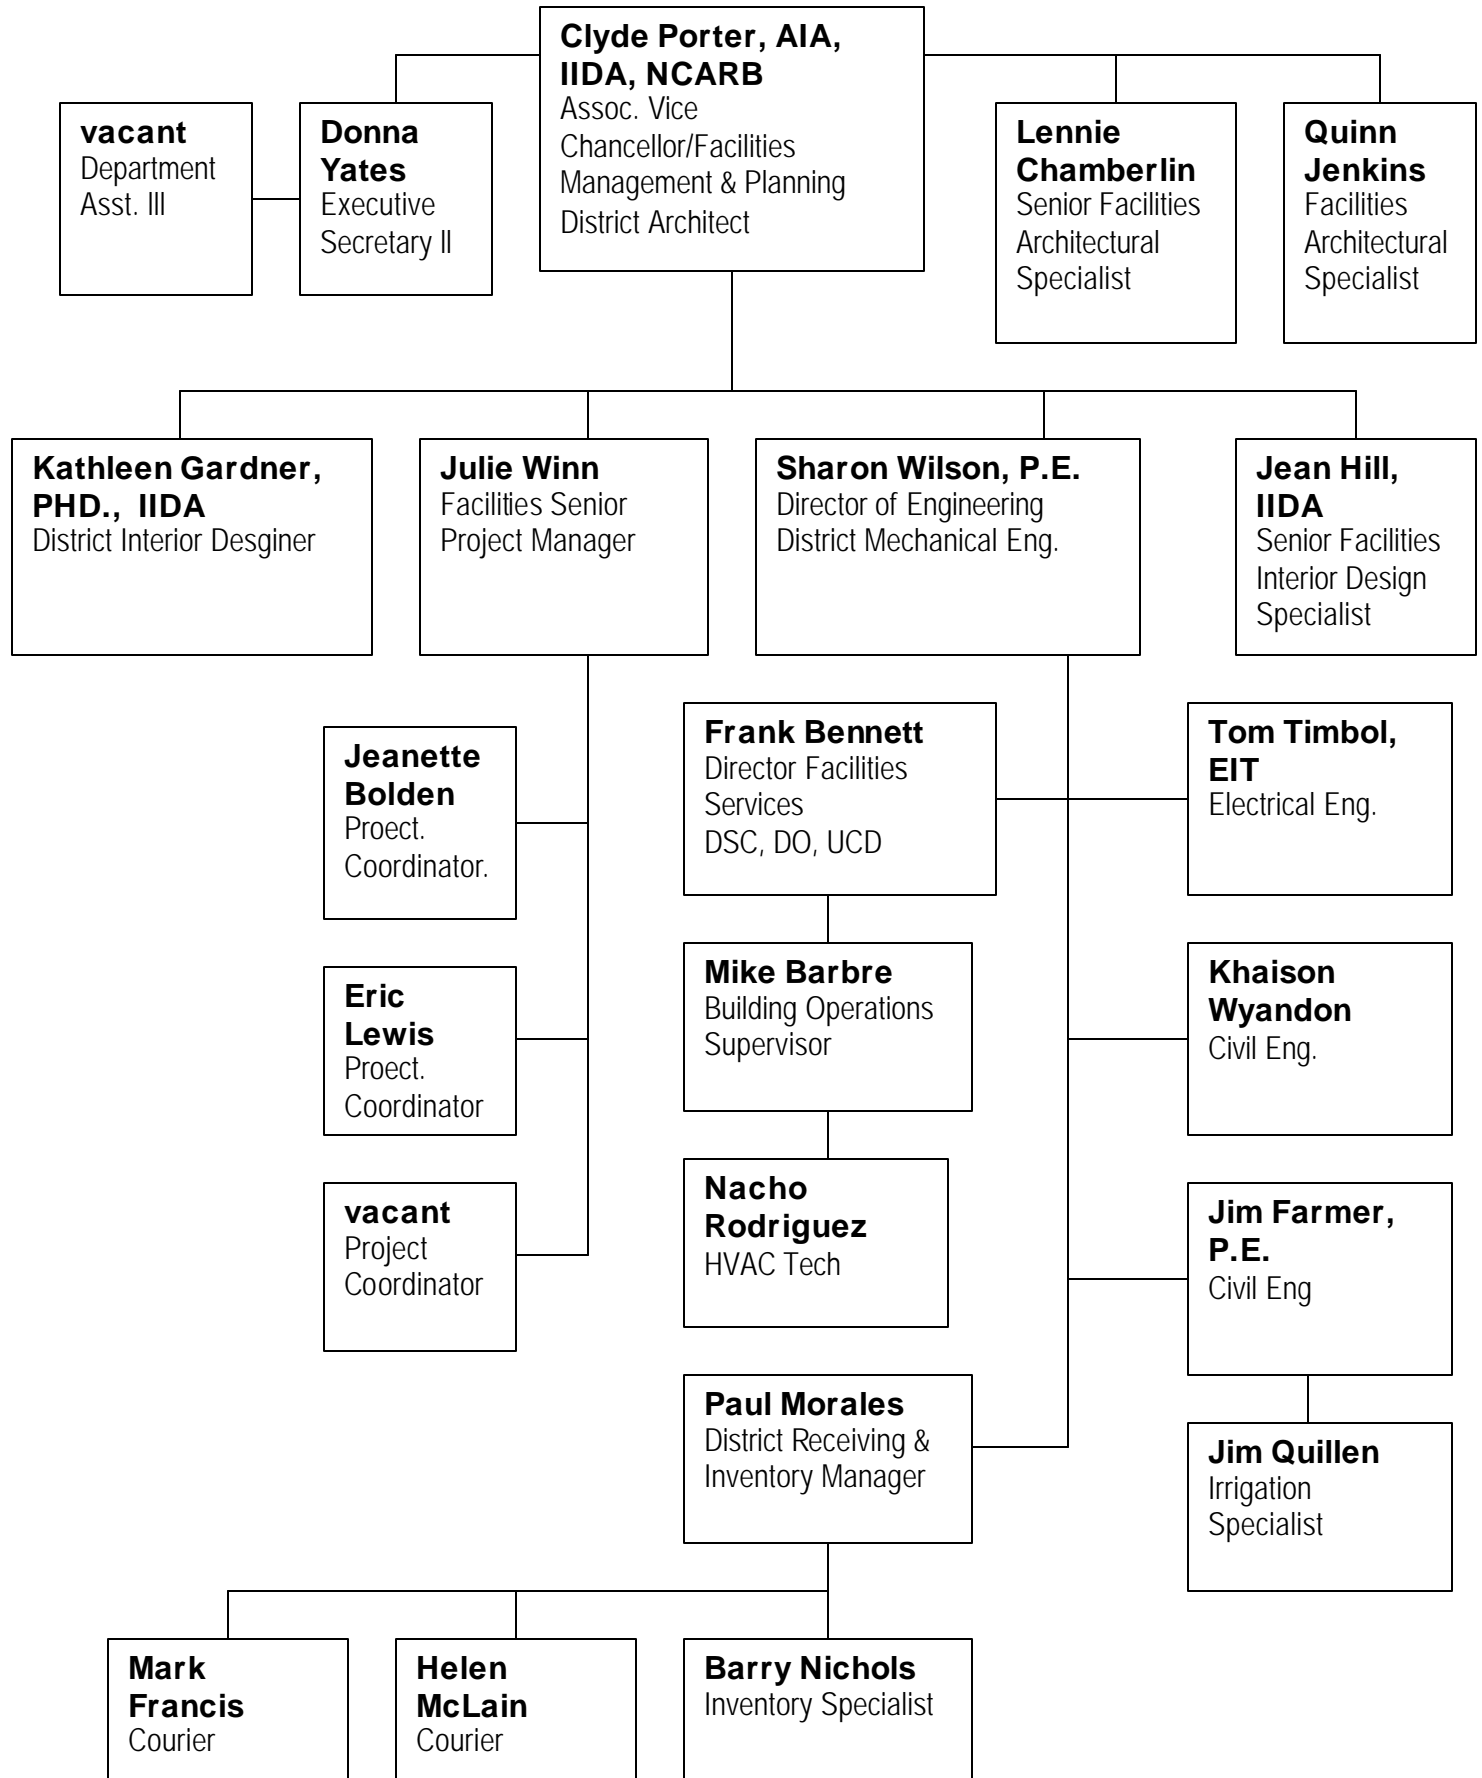 Clyde Porter, AIA,
IIDA, NCARB
Assoc. Vice
Chancellor/Facilities
Management & Planning
District Architect
vacant
Department
Asst. III
Donna
Yates
Executive
Secretary II
Lennie
Chamberlin
Senior Facilities
Architectural
Specialist
Quinn
Jenkins
Facilities
Architectural
Specialist
Kathleen Gardner,
PHD., IIDA
District Interior Desginer
Julie Winn
Facilities Senior
Project Manager
Sharon Wilson, P.E.
Director of Engineering
District Mechanical Eng.
Jean Hill,
IIDA
Senior Facilities
Interior Design
Specialist
Jeanette
Bolden
Proect.
Coordinator.
Eric
Lewis
Proect.
Coordinator
vacant
Project
Coordinator
Frank Bennett
Director Facilities
Services
DSC, DO, UCD
Mike Barbre
Building Operations
Supervisor
Nacho
Rodriguez
HVAC Tech
Tom Timbol,
EIT
Electrical Eng.
Khaison
Wyandon
Civil Eng.
Jim Farmer,
P.E.
Civil Eng
Jim Quillen
Irrigation
Specialist
Paul Morales
District Receiving &
Inventory Manager
Mark
Francis
Courier
Helen
McLain
Courier
Barry Nichols
Inventory Specialist